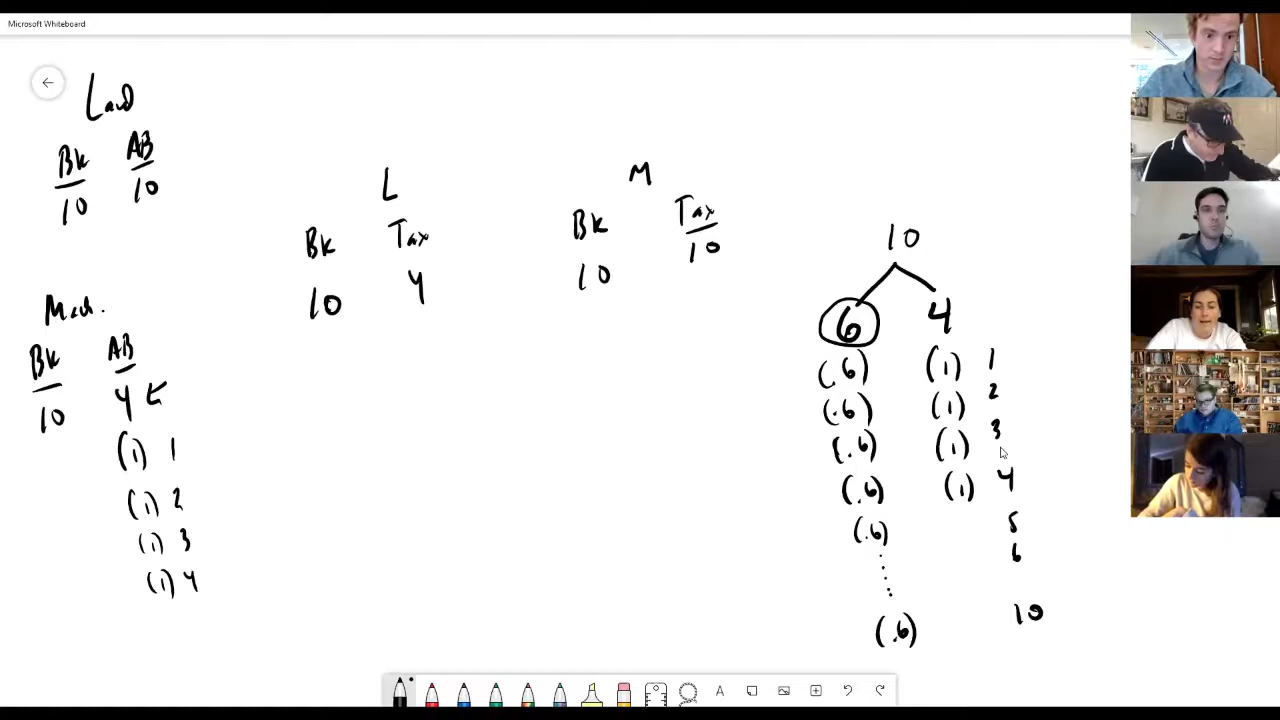 Microsoft Whiteboard
Land
Bk AB
10 10
Mach.
Bk AB
10 4
(1) 1
(1) 2
(1) 3
(1) 4
L
Bk Tax
10 4
M
Bk Tax
10 10
10
6 4
(.6) (1) 1
(.6) (1) 2
(.6) (1) 3
(.6) (1) 4
(.6) 5
6
(.6) 10
A